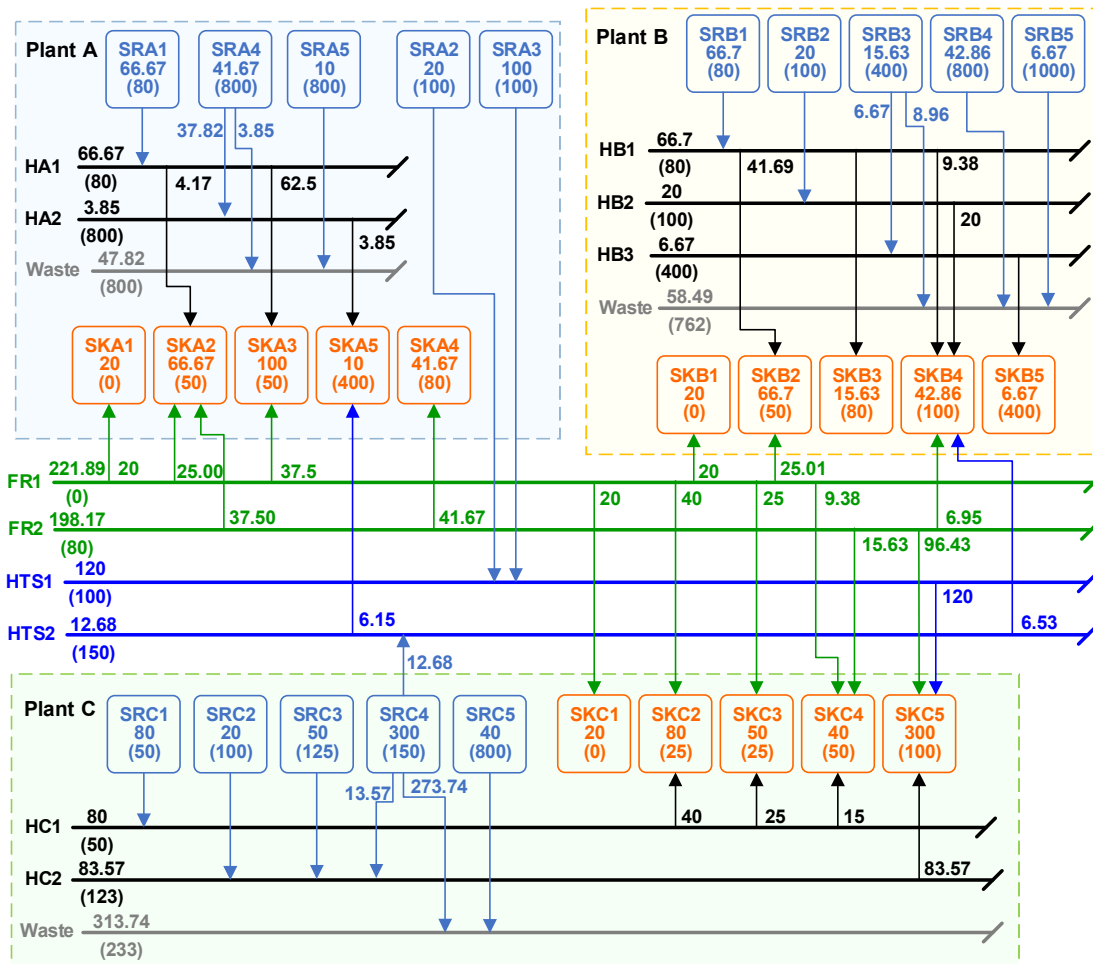 Plant A
SRA1
66.67
(80)
SRA4
41.67
(800)
SRA5
10
(800)
SRA2
20
(100)
SRA3
100
(100)
37.82
3.85
HA1
66.67
(80)
4.17
62.5
HA2
3.85
(800)
3.85
Waste
47.82
(800)
SKA1
20
(0)
SKA2
66.67
(50)
SKA3
100
(50)
SKA5
10
(400)
SKA4
41.67
(80)
Plant B
SRB1
66.7
(80)
SRB2
20
(100)
SRB3
15.63
(400)
SRB4
42.86
(800)
SRB5
6.67
(1000)
6.67
8.96
HB1
66.7
(80)
41.69
9.38
HB2
20
(100)
20
HB3
6.67
(400)
Waste
58.49
(762)
SKB1
20
(0)
SKB2
66.7
(50)
SKB3
15.63
(80)
SKB4
42.86
(100)
SKB5
6.67
(400)
FR1
221.89
(0)
20
25.00
37.5
20
40
20
25.01
25
9.38
FR2
198.17
(80)
37.50
41.67
15.63
96.43
6.95
HTS1
120
(100)
120
HTS2
12.68
(150)
6.15
6.53
12.68
Plant C
SRC1
80
(50)
SRC2
20
(100)
SRC3
50
(125)
SRC4
300
(150)
SRC5
40
(800)
SKC1
20
(0)
SKC2
80
(25)
SKC3
50
(25)
SKC4
40
(50)
SKC5
300
(100)
13.57
273.74
HC1
80
(50)
40
25
15
HC2
83.57
(123)
83.57
Waste
313.74
(233)